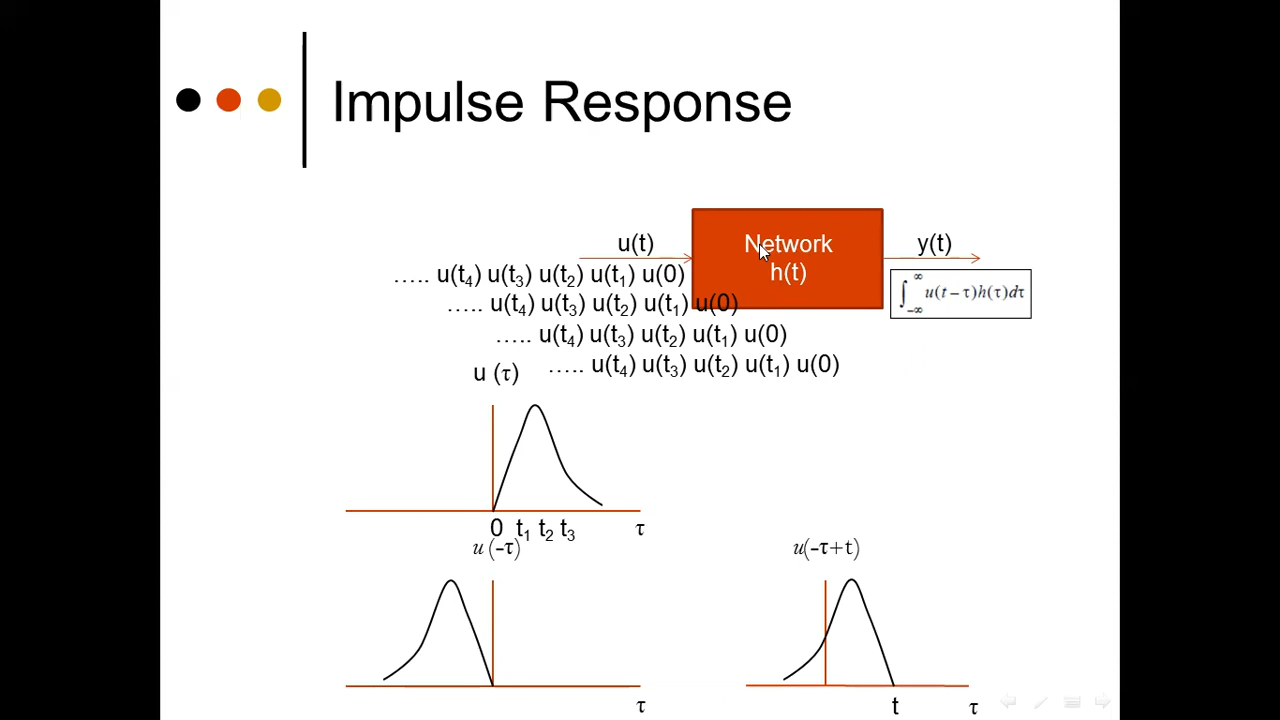 Impulse Response
u(t)
Network
h(t)
y(t)
∫_{-∞}^{∞} u(t − τ)h(τ)dτ
..... u(t₄) u(t₃) u(t₂) u(t₁) u(0)
..... u(t₄) u(t₃) u(t₂) u(t₁) u(0)
..... u(t₄) u(t₃) u(t₂) u(t₁) u(0)
..... u(t₄) u(t₃) u(t₂) u(t₁) u(0)
u (τ)
0 t₁ t₂ t₃ τ
u (−τ)
τ
u(−τ+t)
t τ